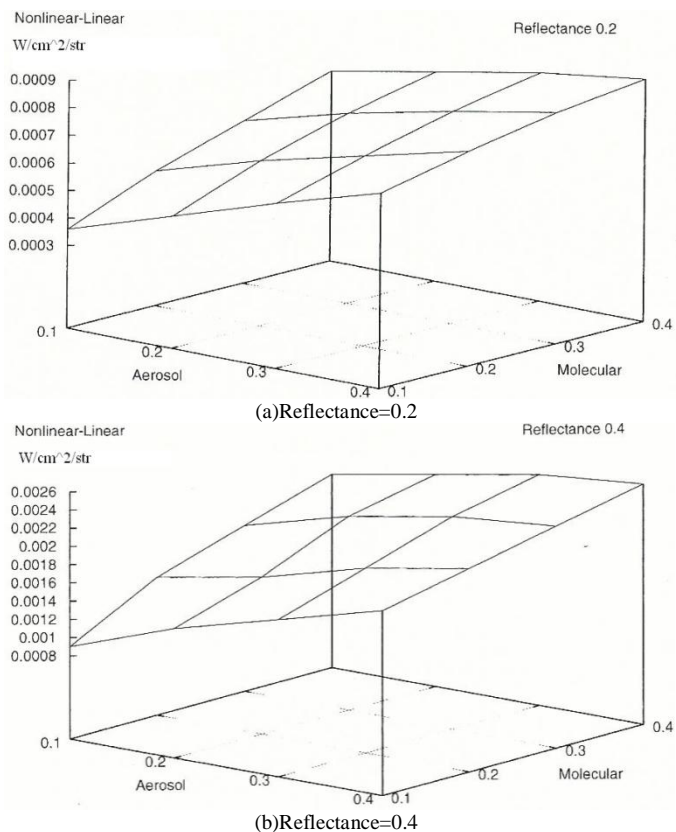 Nonlinear-Linear
Reflectance 0.2
W/cm^2/str
0.0009
0.0008
0.0007
0.0006
0.0005
0.0004
0.0003
0.1
0.2
0.3
0.4
Aerosol
0.1
0.2
0.3
0.4
Molecular
(a)Reflectance=0.2
Nonlinear-Linear
Reflectance 0.4
W/cm^2/str
0.0026
0.0024
0.0022
0.002
0.0018
0.0016
0.0014
0.0012
0.001
0.0008
0.1
0.2
0.3
0.4
Aerosol
0.1
0.2
0.3
0.4
Molecular
(b)Reflectance=0.4